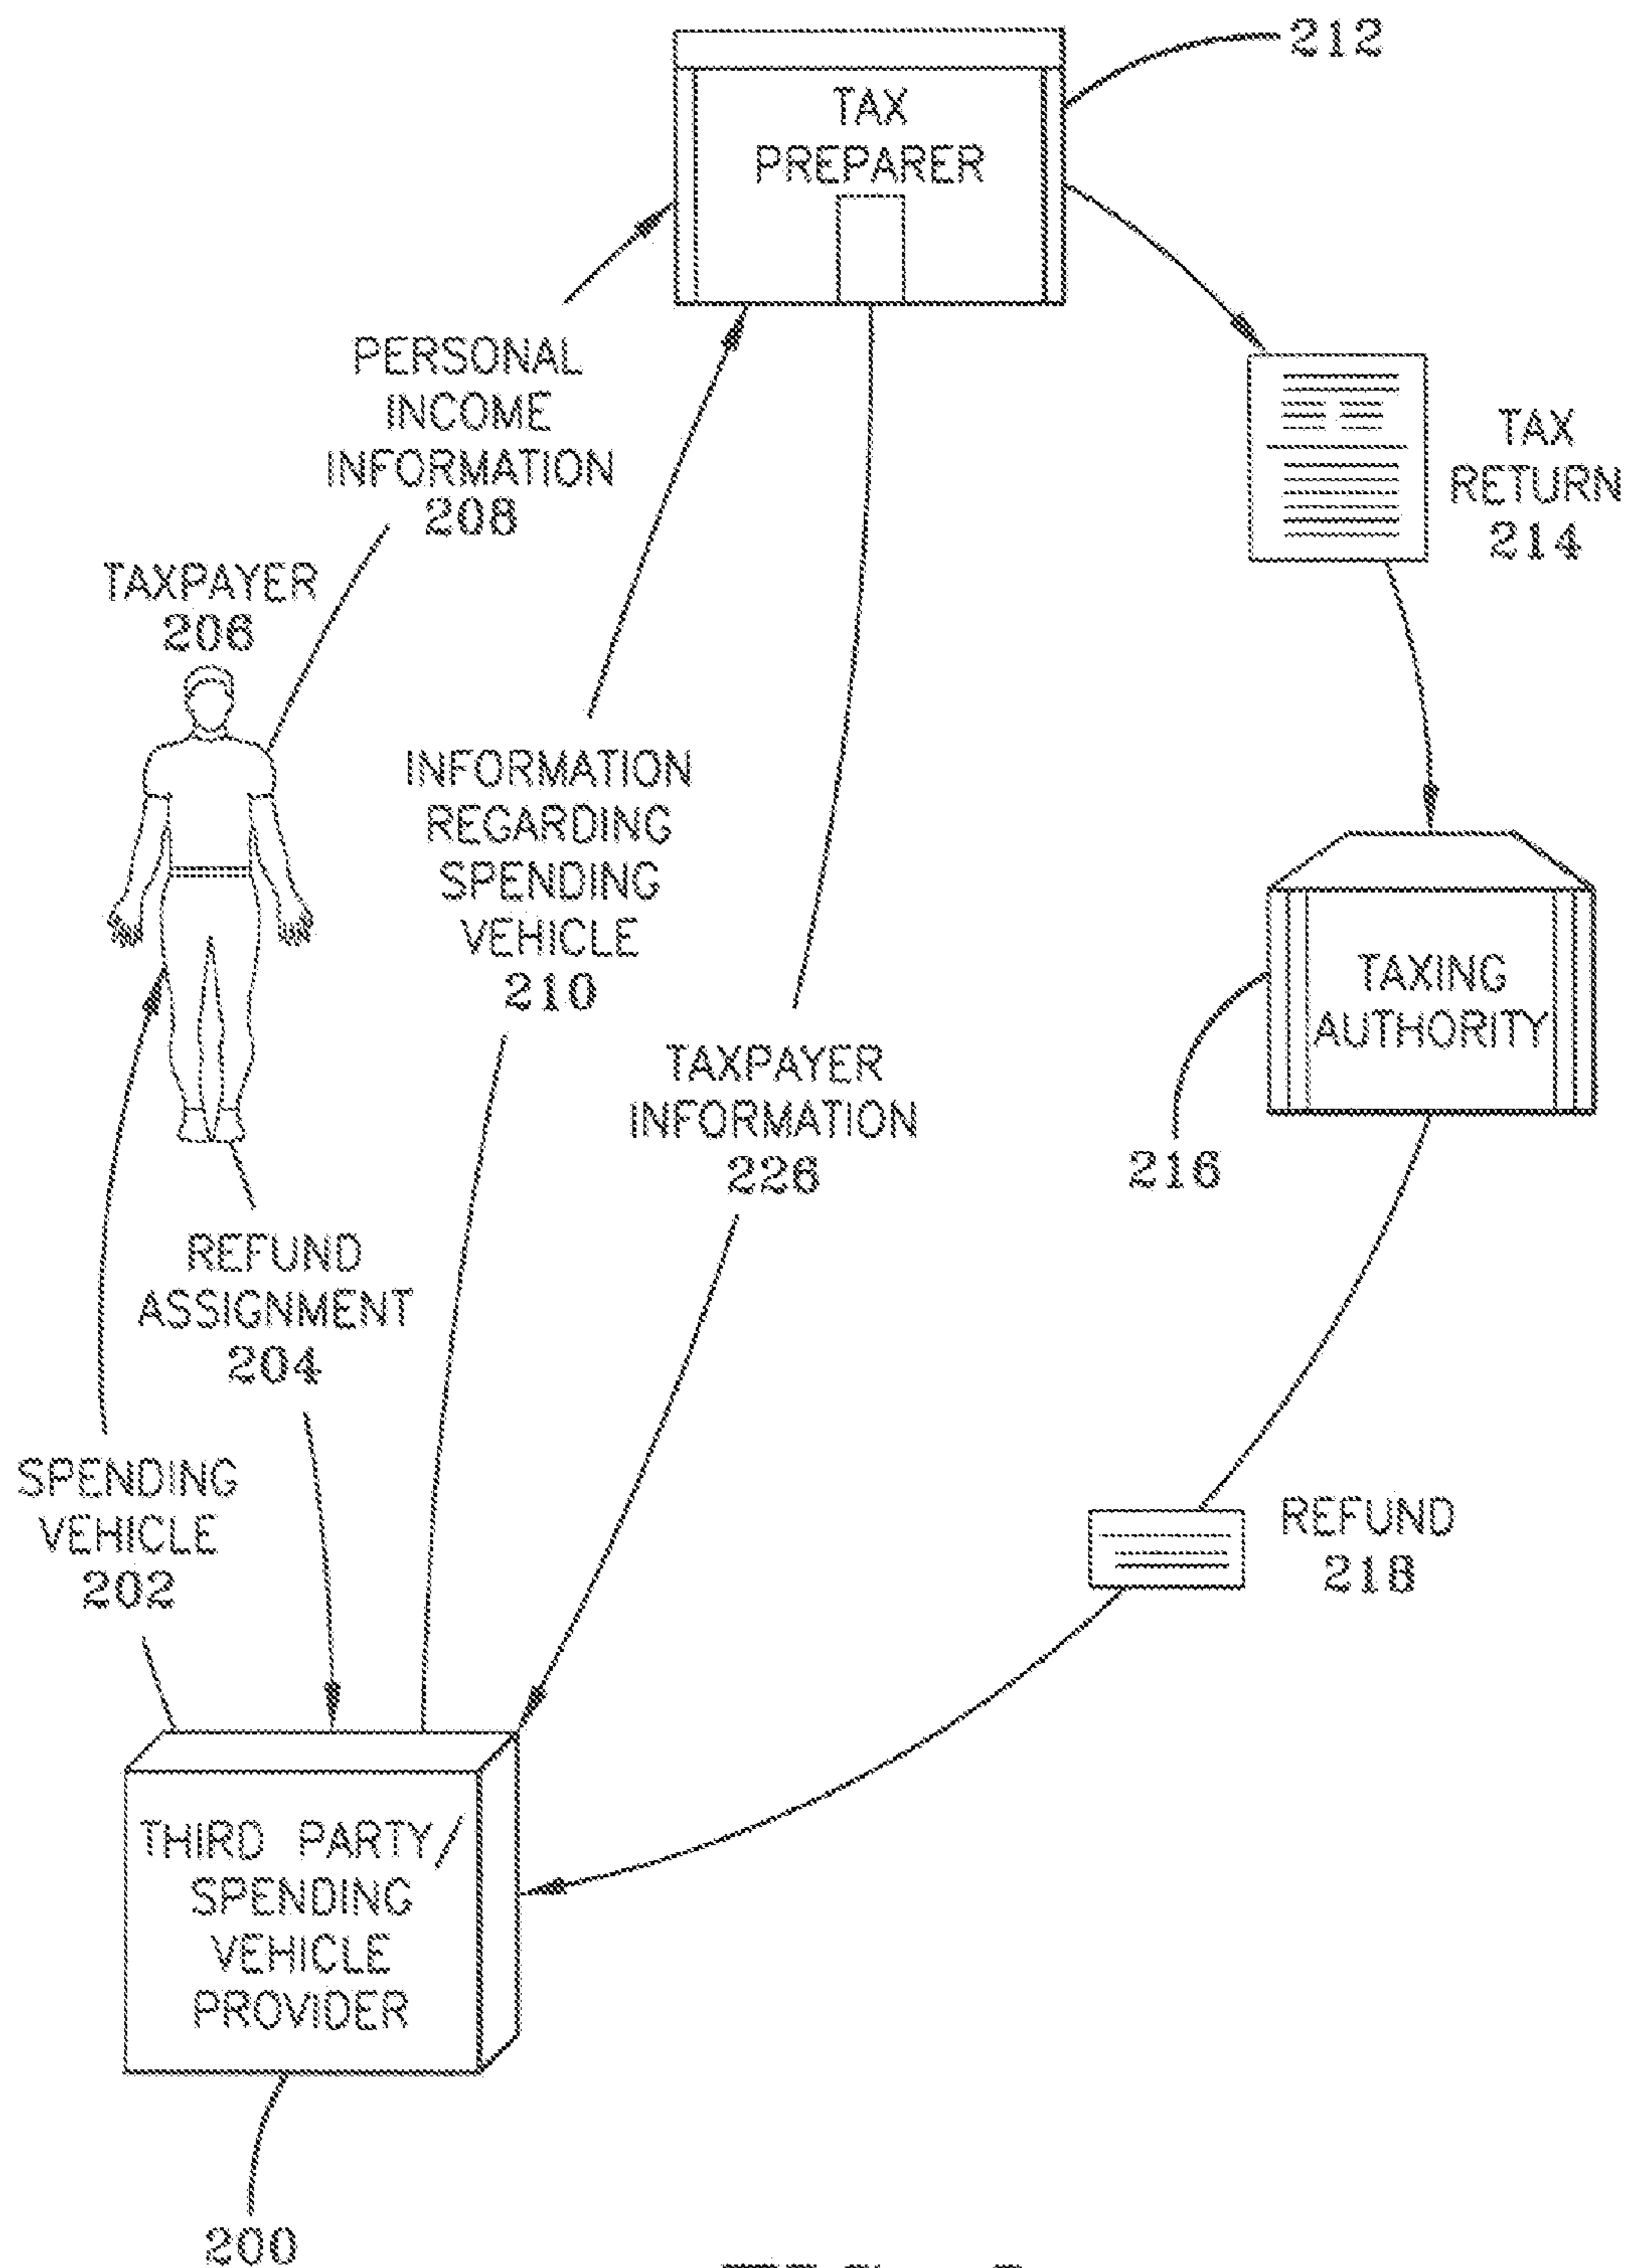 212
TAX
PREPARER
PERSONAL
INCOME
INFORMATION
208
TAX
RETURN
214
TAXPAYER
206
INFORMATION
REGARDING
SPENDING
VEHICLE
210
TAXING
AUTHORITY
216
TAXPAYER
INFORMATION
226
REFUND
ASSIGNMENT
204
SPENDING
VEHICLE
202
REFUND
218
THIRD PARTY/
SPENDING
VEHICLE
PROVIDER
200